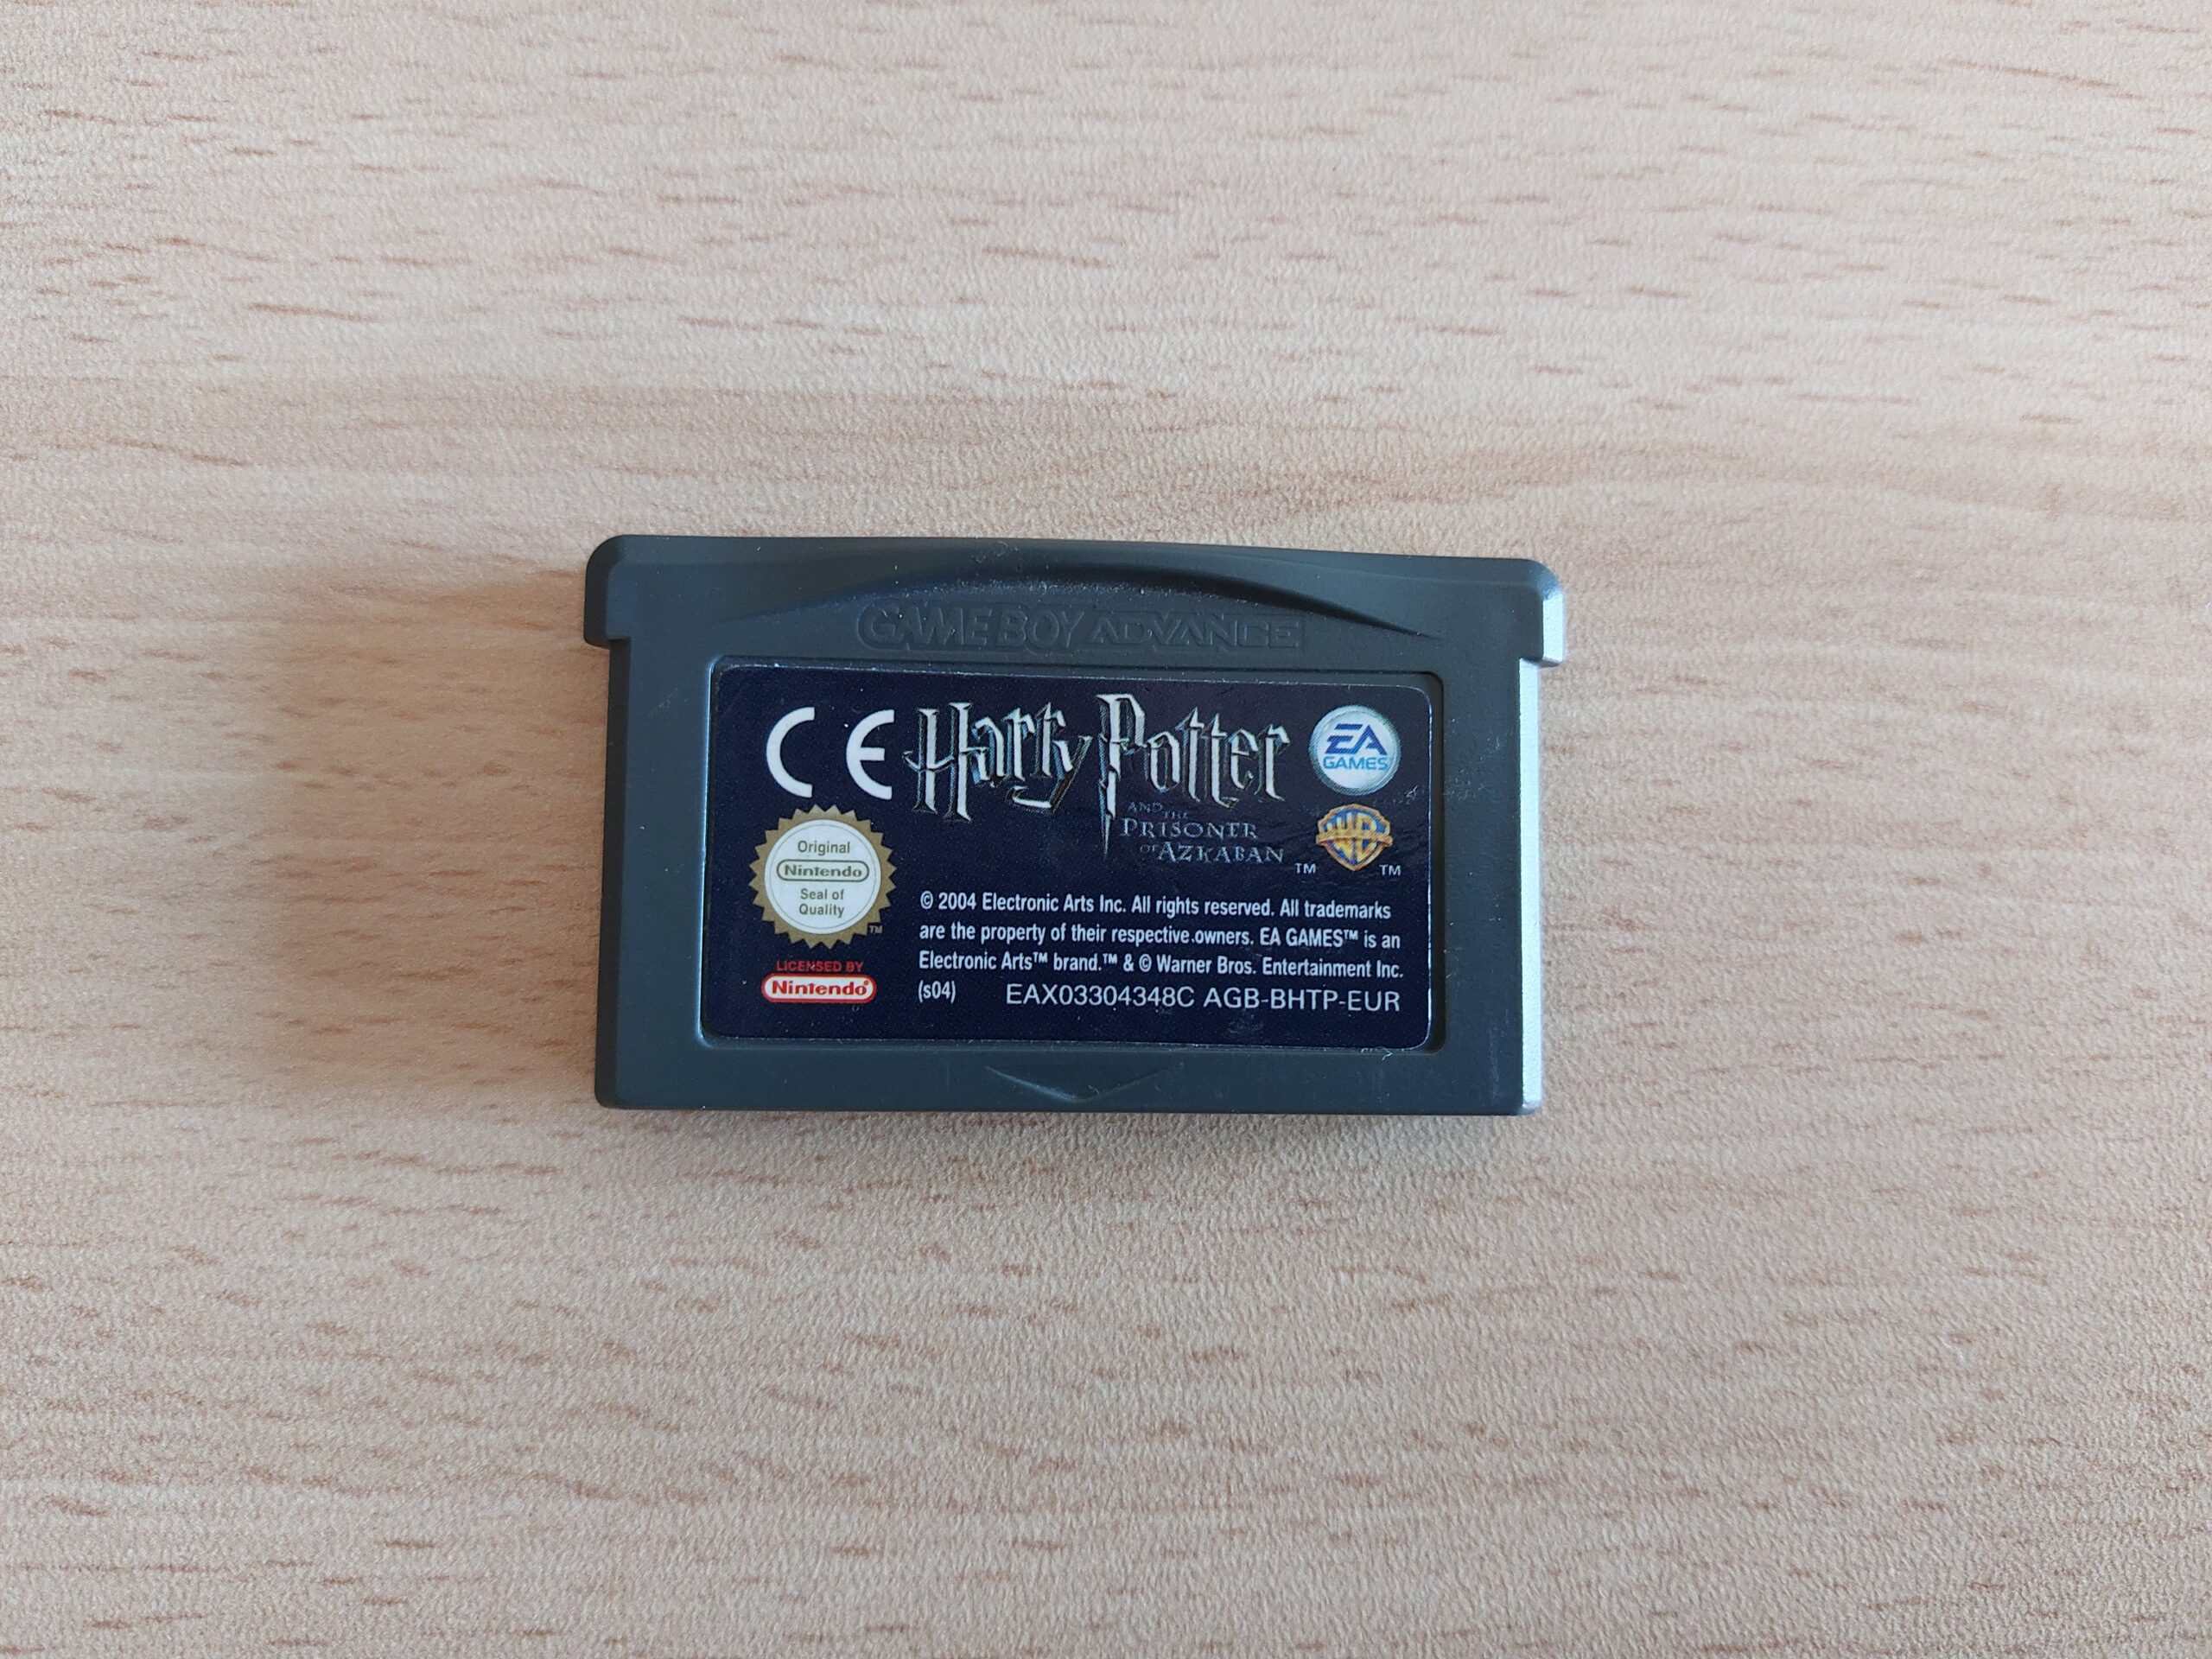 GAME BOY ADVANCE
CE
Harry Potter
AND THE
PRISONER
OF AZKABAN
TM
EA
GAMES
WB
TM
Original
Nintendo
Seal of
Quality
TM
LICENSED BY
Nintendo®
© 2004 Electronic Arts Inc. All rights reserved. All trademarks
are the property of their respective owners. EA GAMES™ is an
Electronic Arts™ brand.™ & © Warner Bros. Entertainment Inc.
(s04) EAX03304348C AGB-BHTP-EUR